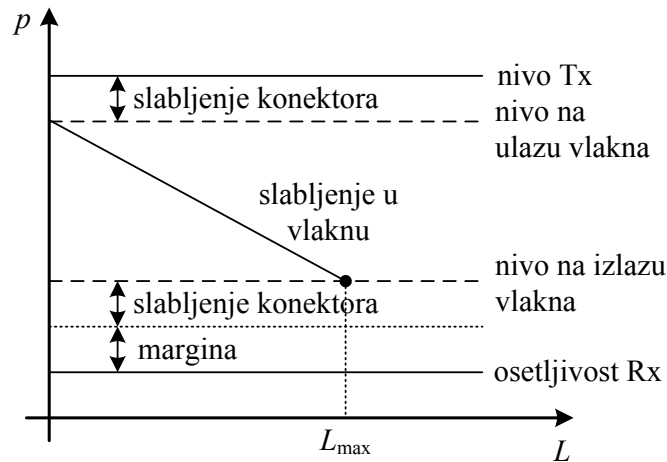 p
nivo Tx
slabljenje konektora
nivo na
ulazu vlakna
slabljenje u
vlaknu
nivo na izlazu
vlakna
slabljenje konektora
margina
osetljivost Rx
Lmax
L